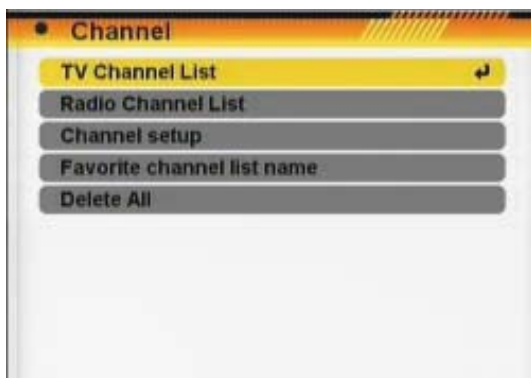 Channel
TV Channel List
Radio Channel List
Channel setup
Favorite channel list name
Delete All